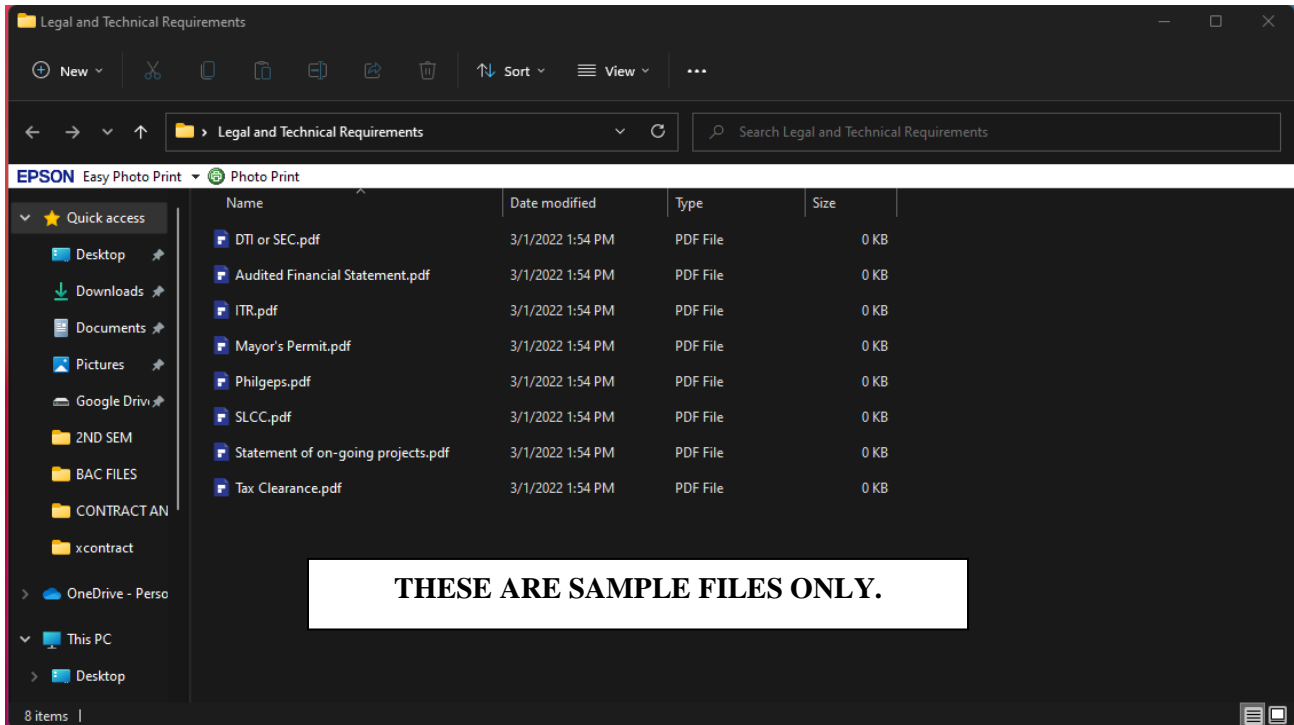 Legal and Technical Requirements
New
Sort
View
Legal and Technical Requirements
Search Legal and Technical Requirements
EPSON Easy Photo Print Photo Print
Name Date modified Type Size
Quick access
Desktop
Downloads
Documents
Pictures
Google Driv
2ND SEM
BAC FILES
CONTRACT AN
xcontract
OneDrive - Perso
This PC
Desktop
DTI or SEC.pdf 3/1/2022 1:54 PM PDF File 0 KB
Audited Financial Statement.pdf 3/1/2022 1:54 PM PDF File 0 KB
ITR.pdf 3/1/2022 1:54 PM PDF File 0 KB
Mayor's Permit.pdf 3/1/2022 1:54 PM PDF File 0 KB
Philgeps.pdf 3/1/2022 1:54 PM PDF File 0 KB
SLCC.pdf 3/1/2022 1:54 PM PDF File 0 KB
Statement of on-going projects.pdf 3/1/2022 1:54 PM PDF File 0 KB
Tax Clearance.pdf 3/1/2022 1:54 PM PDF File 0 KB
THESE ARE SAMPLE FILES ONLY.
8 items